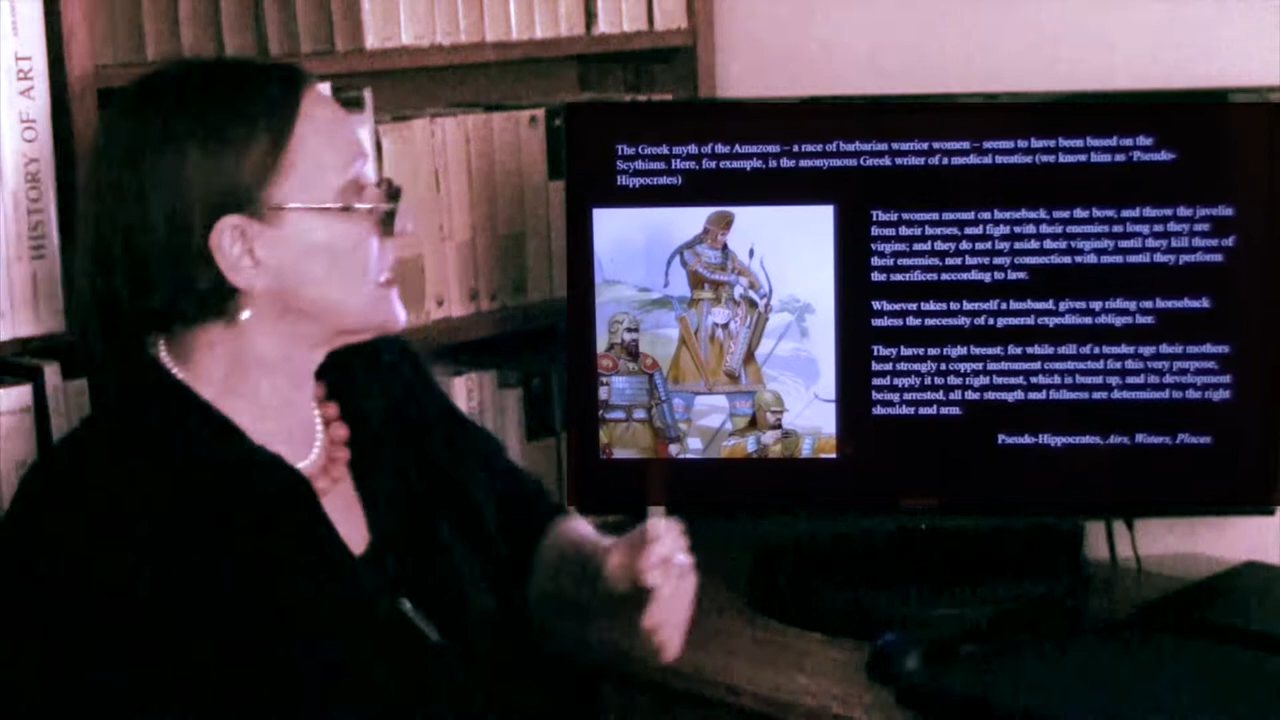 HISTORY OF ART
The Greek myth of the Amazons – a race of barbarian warrior women – seems to have been based on the
Scythians. Here, for example, is the anonymous Greek writer of a medical treatise (we know him as ‘Pseudo-
Hippocrates)
Their women mount on horseback, use the bow, and throw the javelin
from their horses, and fight with their enemies as long as they are
virgins; and they do not lay aside their virginity until they kill three of
their enemies, nor have any connection with men until they perform
the sacrifices according to law.
Whoever takes to herself a husband, gives up riding on horseback
unless the necessity of a general expedition obliges her.
They have no right breast; for while still of a tender age their mothers
heat strongly a copper instrument constructed for this very purpose,
and apply it to the right breast, which is burnt up, and its development
being arrested, all the strength and fullness are determined to the right
shoulder and arm.
Pseudo-Hippocrates, Airs, Waters, Places